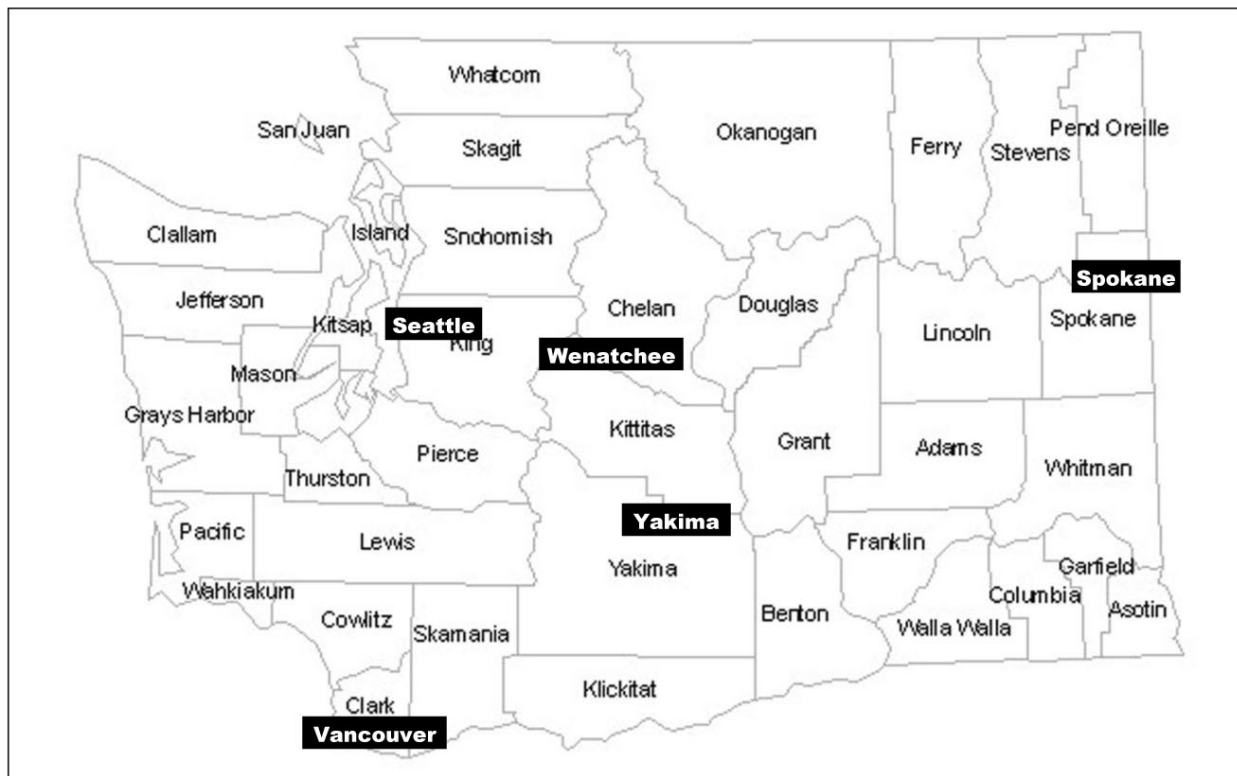 Whatcom
San Juan
Skagit
Okanogan
Ferry
Stevens
Pend Oreille
Clallam
Island
Snohomish
Jefferson
Kitsap
Seattle
King
Chelan
Douglas
Spokane
Lincoln
Spokane
Wenatchee
Mason
Grays Harbor
Kittitas
Grant
Adams
Whitman
Pierce
Thurston
Yakima
Pacific
Lewis
Yakima
Franklin
Garfield
Wahkiakum
Columbia
Asotin
Cowlitz
Skamania
Benton
Walla Walla
Klickitat
Clark
Vancouver